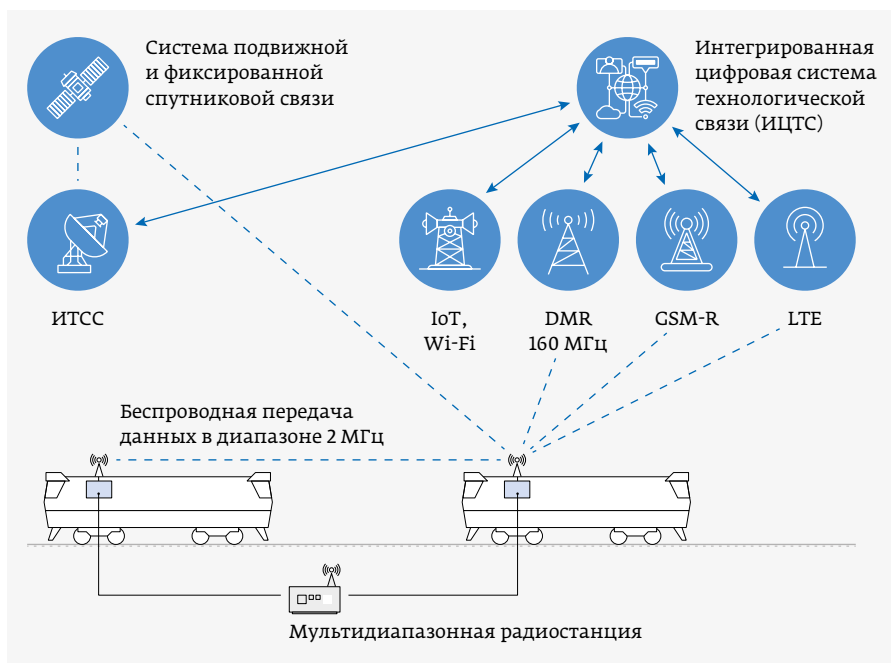 Система подвижной
и фиксированной
спутниковой связи
Интегрированная
цифровая система
технологической
связи (ИЦТС)
ИТСС
IoT,
Wi-Fi
DMR
160 МГц
GSM-R
LTE
Беспроводная передача
данных в диапазоне 2 МГц
Мультидиапазонная радиостанция